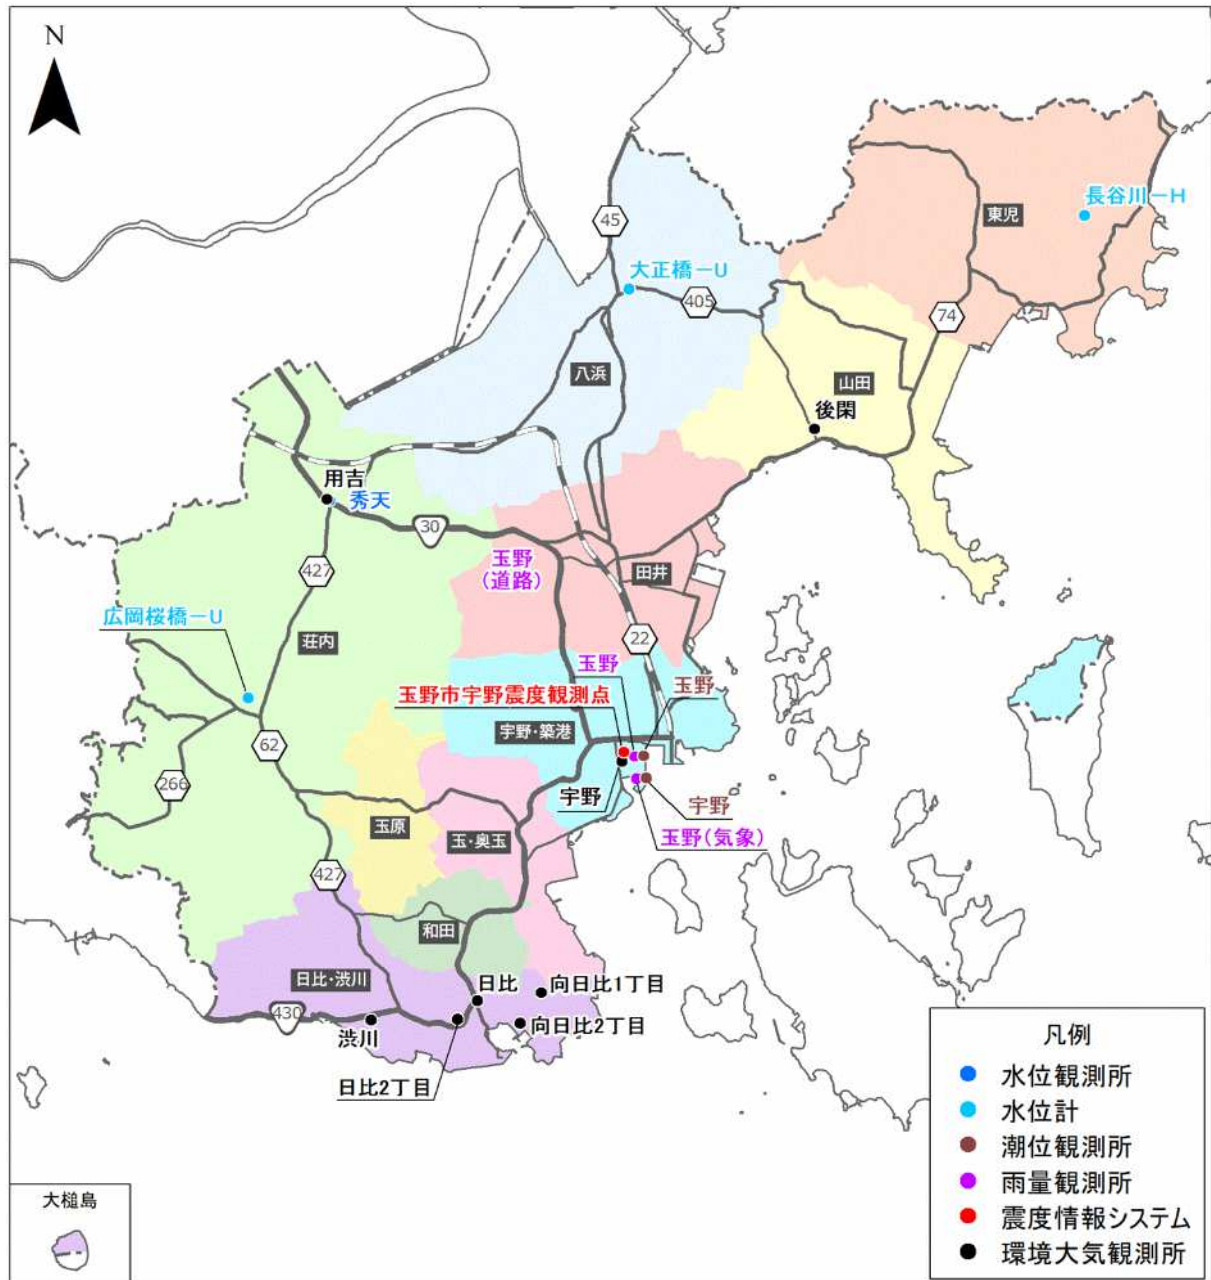 N
長谷川－H
東児
45
大正橋－U
405
74
八浜
山田
後閑
用吉
秀天
30
玉野
(道路)
田井
427
広岡桜橋－U
荘内
22
玉野
玉野
玉野市宇野震度観測点
宇野・築港
62
266
宇野
宇野
玉野(気象)
玉原
玉・奥玉
427
和田
日比・渋川
日比
向日比1丁目
430
渋川
向日比2丁目
日比2丁目
凡例
水位観測所
水位計
潮位観測所
雨量観測所
震度情報システム
環境大気観測所
大槌島